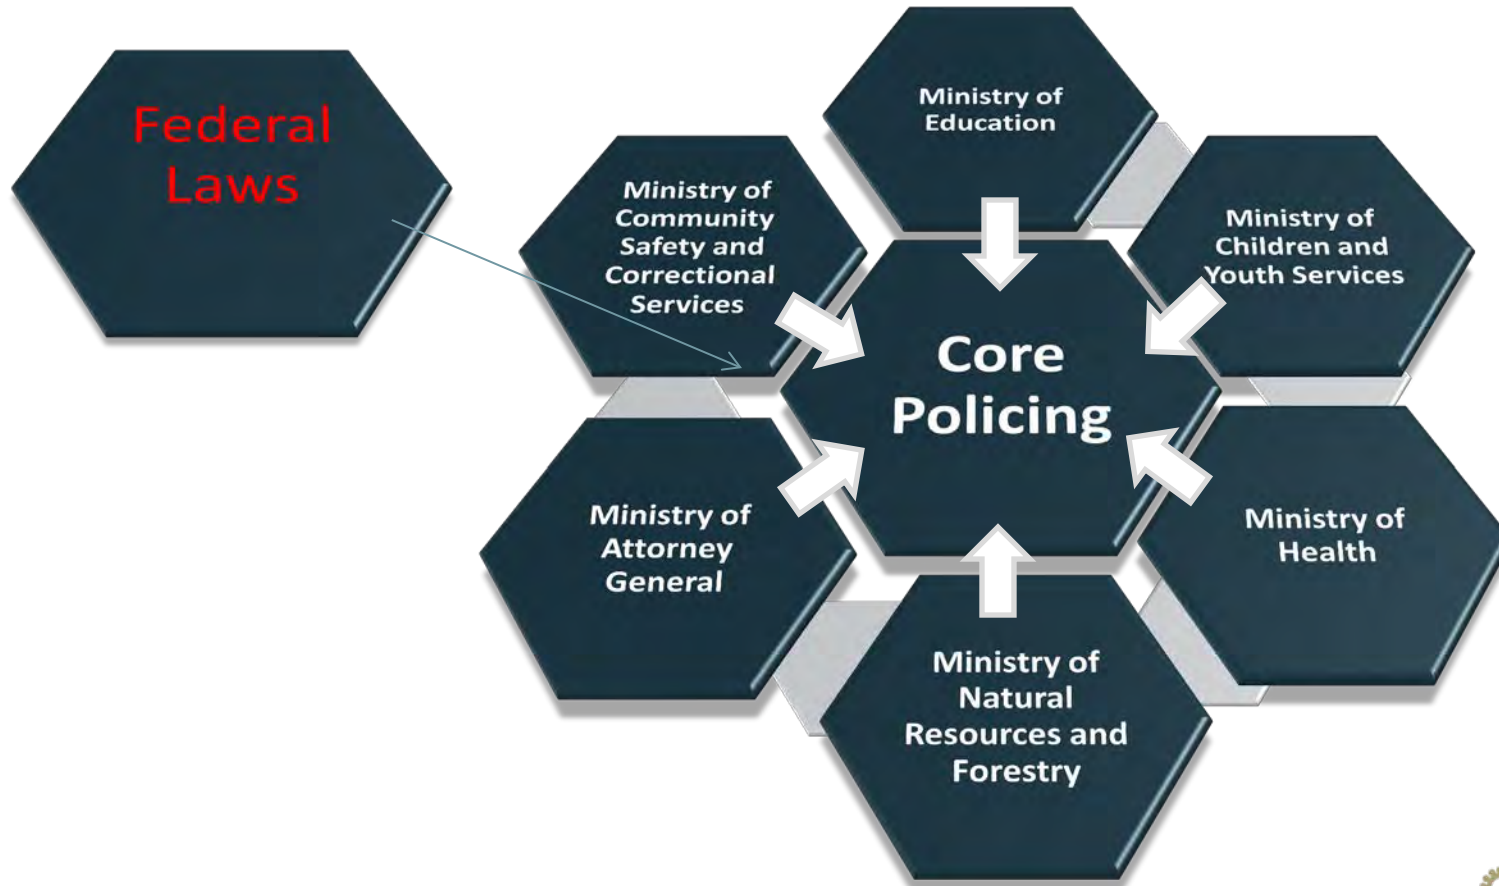 Federal
Laws
Ministry of
Education
Ministry of
Community
Safety and
Correctional
Services
Ministry of
Children and
Youth Services
Core
Policing
Ministry of
Attorney
General
Ministry of
Health
Ministry of
Natural
Resources and
Forestry